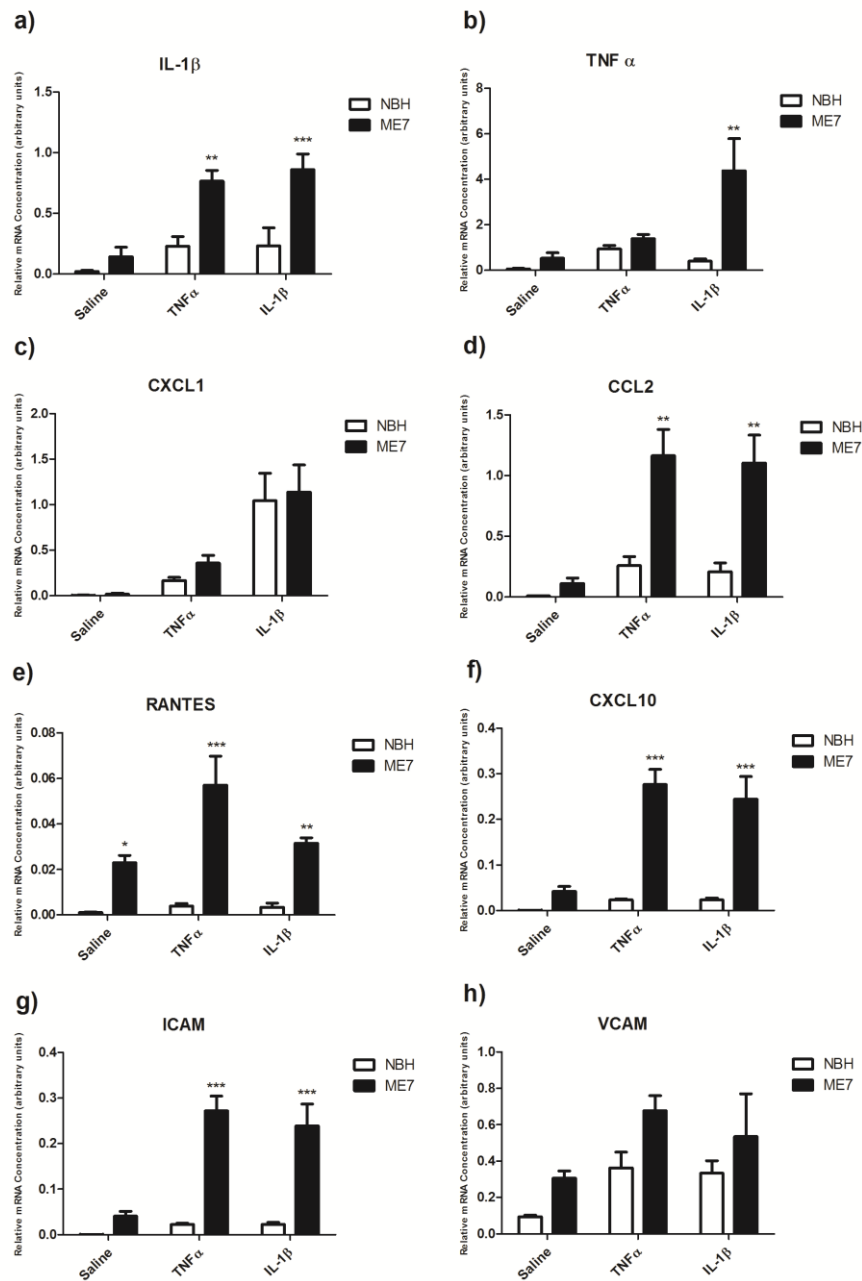 a)
IL-1β
Relative mRNA Concentration (arbitrary units)
1.5
1.0
0.5
0.0
** ***
NBH
ME7
Saline TNFα IL-1β
b)
TNF α
Relative mRNA Concentration (arbitrary units)
8
6
4
2
0
**
NBH
ME7
Saline TNFα IL-1β
c)
CXCL1
Relative mRNA Concentration (arbitrary units)
2.0
1.5
1.0
0.5
0.0
NBH
ME7
Saline TNFα IL-1β
d)
CCL2
Relative mRNA Concentration (arbitrary units)
1.5
1.0
0.5
0.0
** **
NBH
ME7
Saline TNFα IL-1β
e)
RANTES
Relative mRNA Concentration (arbitrary units)
0.08
0.06
0.04
0.02
0.00
* *** **
NBH
ME7
Saline TNFα IL-1β
f)
CXCL10
Relative mRNA Concentration (arbitrary units)
0.4
0.3
0.2
0.1
0.0
*** ***
NBH
ME7
Saline TNFα IL-1β
g)
ICAM
Relative mRNA Concentration (arbitrary units)
0.4
0.3
0.2
0.1
0.0
*** ***
NBH
ME7
Saline TNFα IL-1β
h)
VCAM
Relative mRNA Concentration (arbitrary units)
1.0
0.8
0.6
0.4
0.2
0.0
NBH
ME7
Saline TNFα IL-1β